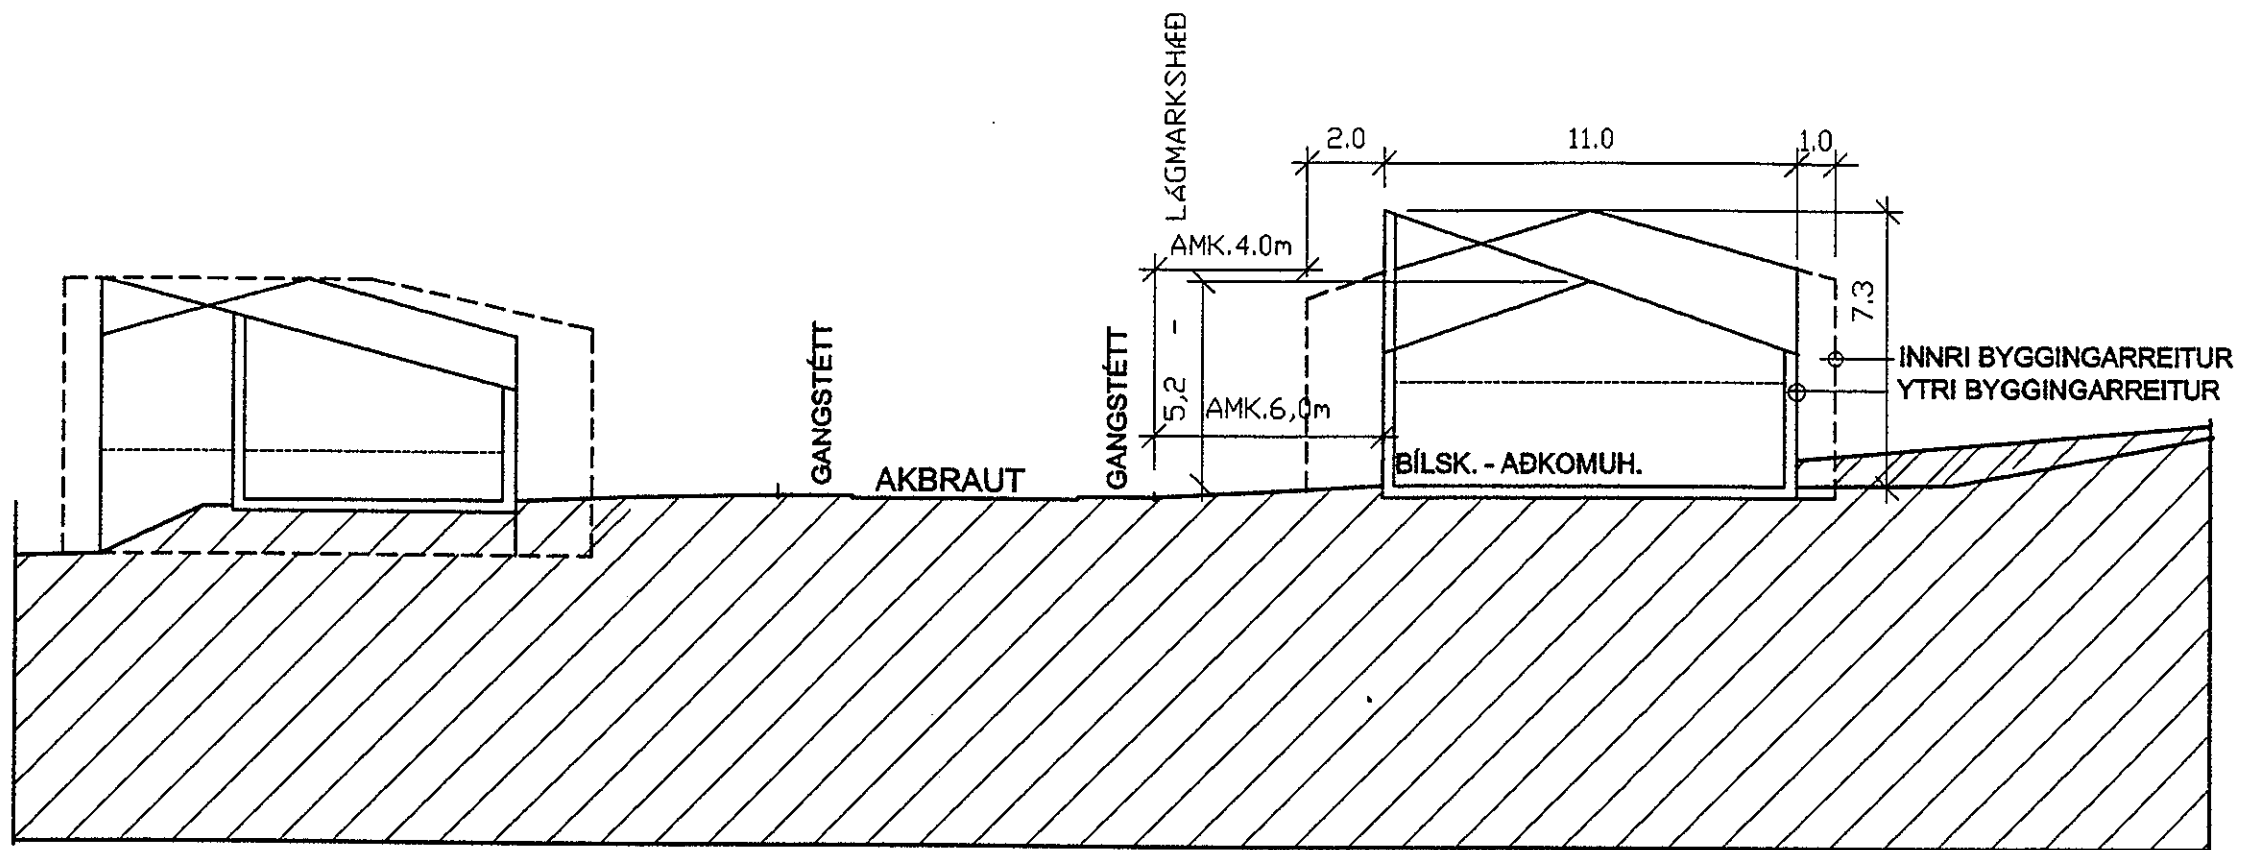 LÁGMARKSHÆÐ
5,2 -
2.0
11.0
1.0
AMK.4.0m
7.3
GANGSTÉTT
GANGSTÉTT
INNRI BYGGINGARREITUR
YTRI BYGGINGARREITUR
AMK.6,0m
BÍLSK. - AÐKOMUH.
AKBRAUT